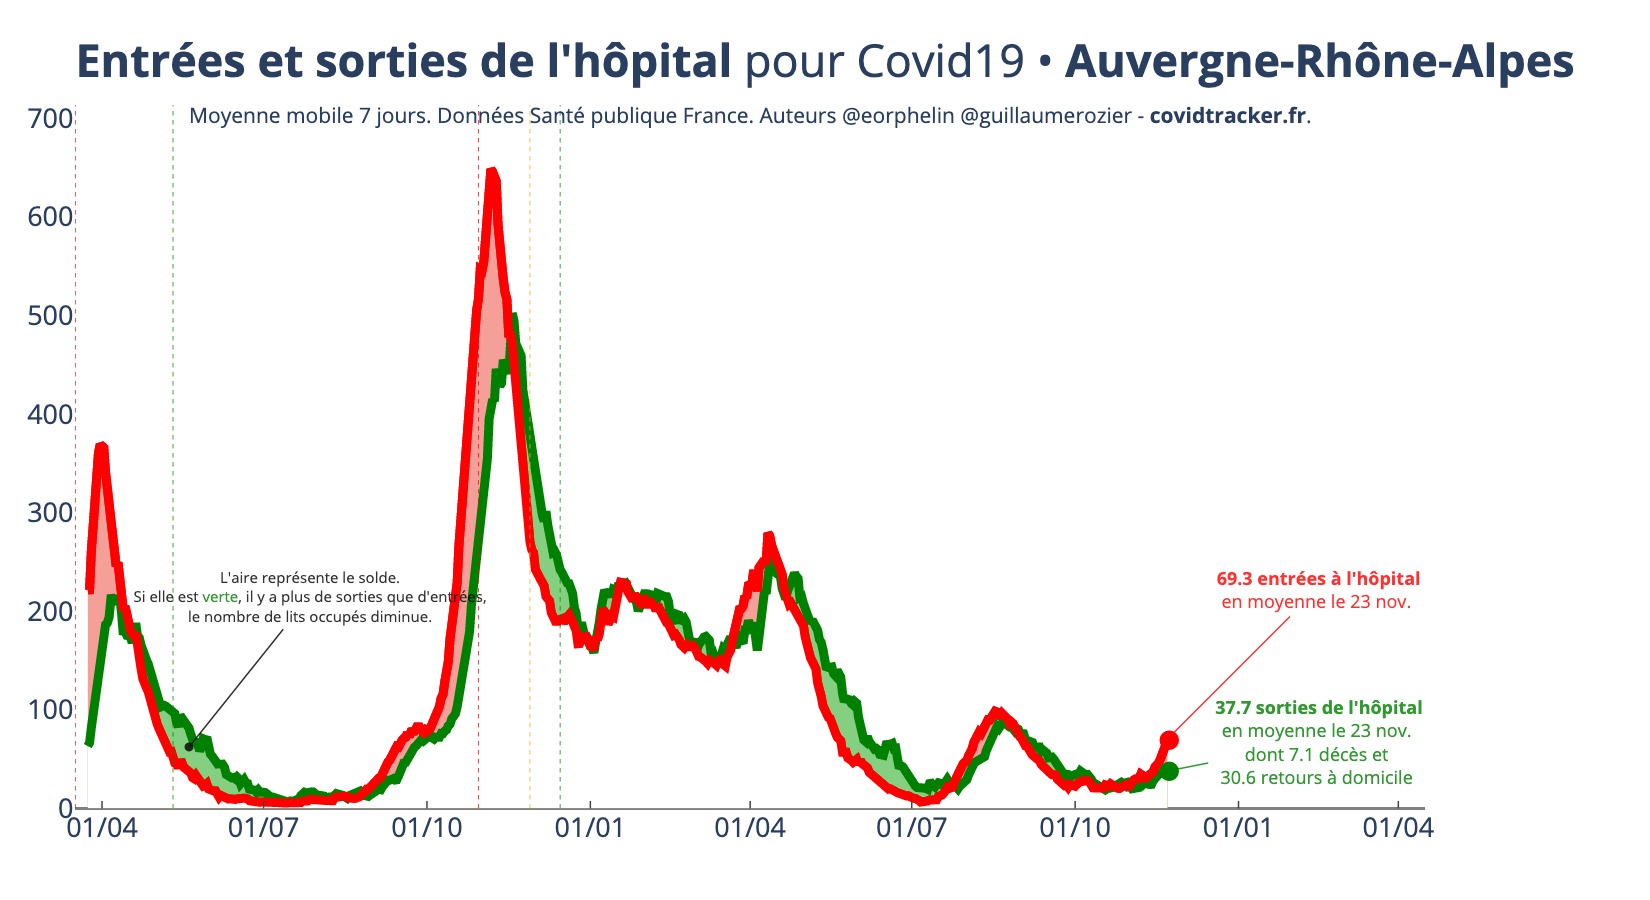 Entrées et sorties de l'hôpital pour Covid19 • Auvergne-Rhône-Alpes
Moyenne mobile 7 jours. Données Santé publique France. Auteurs @eorphelin @guillaumerozier - covidtracker.fr.
700
600
500
400
300
200
100
0
L'aire représente le solde.
Si elle est verte, il y a plus de sorties que d'entrées,
le nombre de lits occupés diminue.
69.3 entrées à l'hôpital
en moyenne le 23 nov.
37.7 sorties de l'hôpital
en moyenne le 23 nov.
dont 7.1 décès et
30.6 retours à domicile
01/04 01/07 01/10 01/01 01/04 01/07 01/10 01/01 01/04